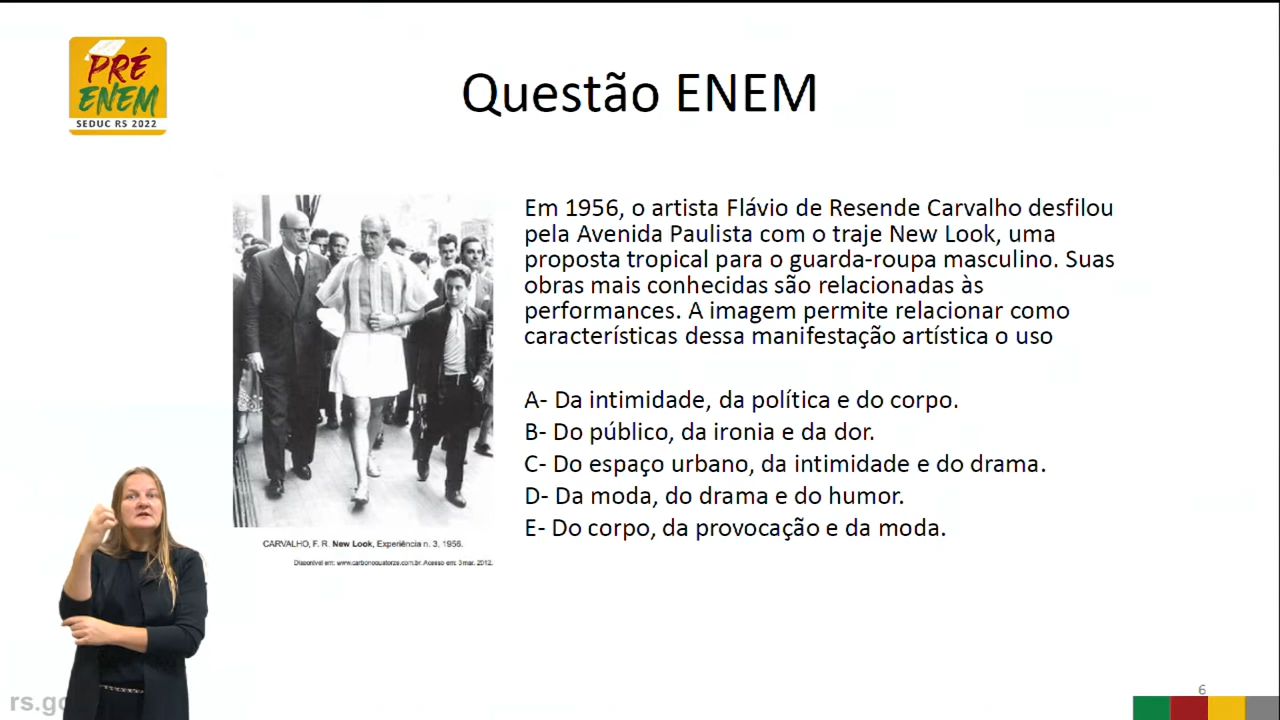 PRÉ
ENEM
SEDUC RS 2022
Questão ENEM
Em 1956, o artista Flávio de Resende Carvalho desfilou
pela Avenida Paulista com o traje New Look, uma
proposta tropical para o guarda-roupa masculino. Suas
obras mais conhecidas são relacionadas às
performances. A imagem permite relacionar como
características dessa manifestação artística o uso
A- Da intimidade, da política e do corpo.
B- Do público, da ironia e da dor.
C- Do espaço urbano, da intimidade e do drama.
D- Da moda, do drama e do humor.
E- Do corpo, da provocação e da moda.
CARVALHO, F. R. New Look, Experiência n. 3, 1956.
Disponível em: www.carbonoquatorze.com.br. Acesso em: 3 mar. 2012.
rs.go
6